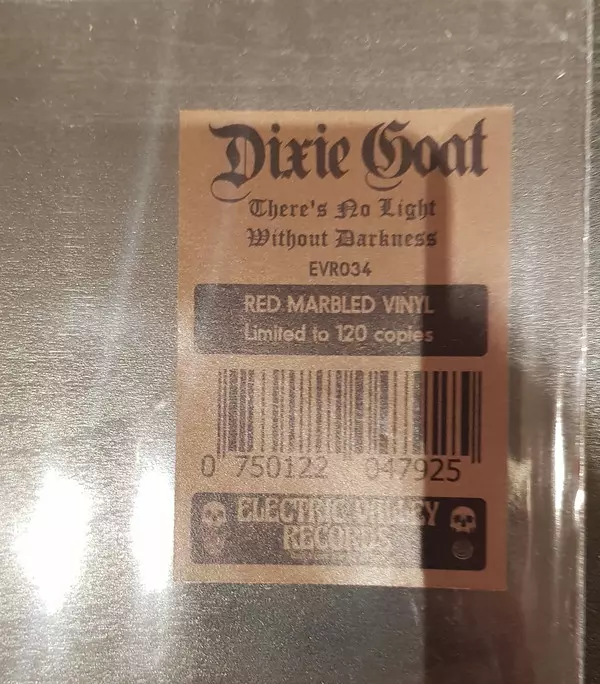 Dixie Goat
There's No Light
Without Darkness
EVR034
RED MARBLED VINYL
Limited to 120 copies
0 750122 047925
ELECTRIC VALLEY
RECORDS